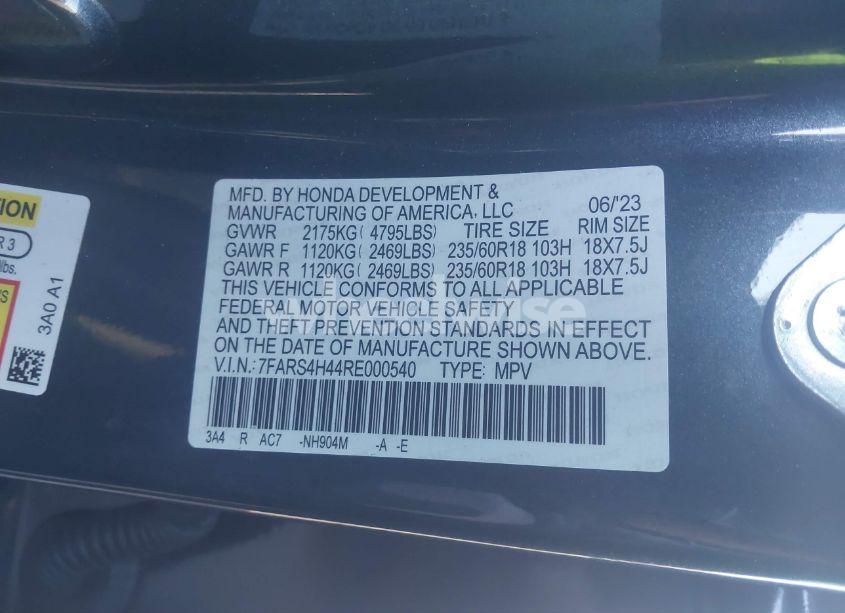 MFD. BY HONDA DEVELOPMENT &
MANUFACTURING OF AMERICA, LLC 06/'23
GVWR 2175KG( 4795LBS) TIRE SIZE RIM SIZE
GAWR F 1120KG( 2469LBS) 235/60R18 103H 18X7.5J
GAWR R 1120KG( 2469LBS) 235/60R18 103H 18X7.5J
THIS VEHICLE CONFORMS TO ALL APPLICABLE
FEDERAL MOTOR VEHICLE SAFETY
AND THEFT PREVENTION STANDARDS IN EFFECT
ON THE DATE OF MANUFACTURE SHOWN ABOVE.
V.I.N.: 7FARS4H44RE000540 TYPE: MPV
3A4 R AC7 -NH904M -A -E
TION
R 3
lbs.
3A0 A1